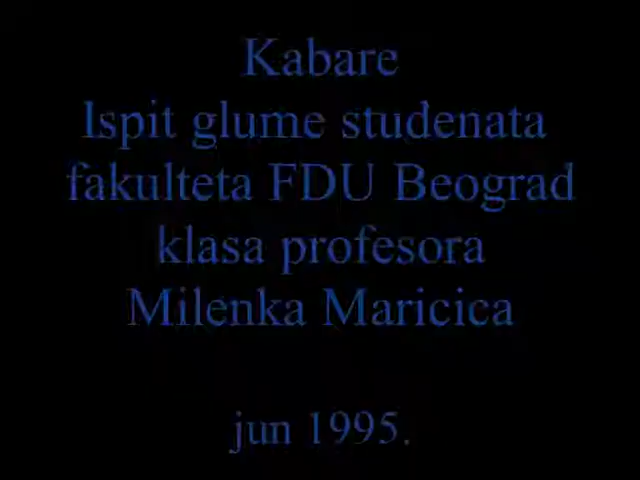 Kabare
Ispit glume studenata
fakulteta FDU Beograd
klasa profesora
Milenka Maricica
jun 1995.